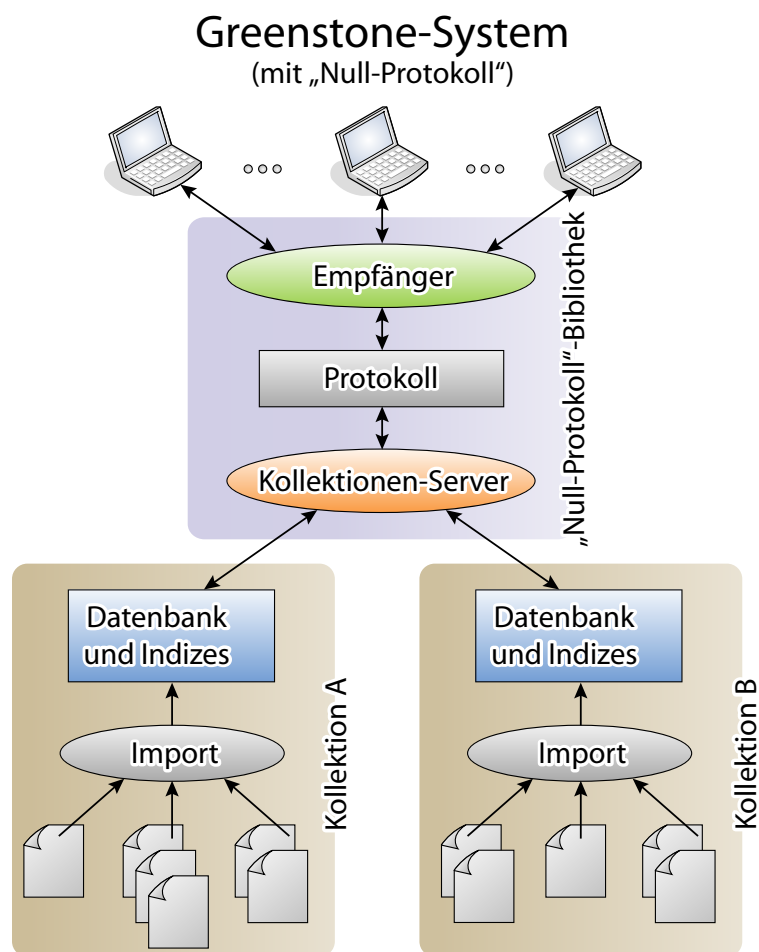 Greenstone-System
(mit „Null-Protokoll“)
Empfänger
Protokoll
Kollektionen-Server
„Null-Protokoll“-Bibliothek
Datenbank
und Indizes
Import
Kollektion A
Datenbank
und Indizes
Import
Kollektion B